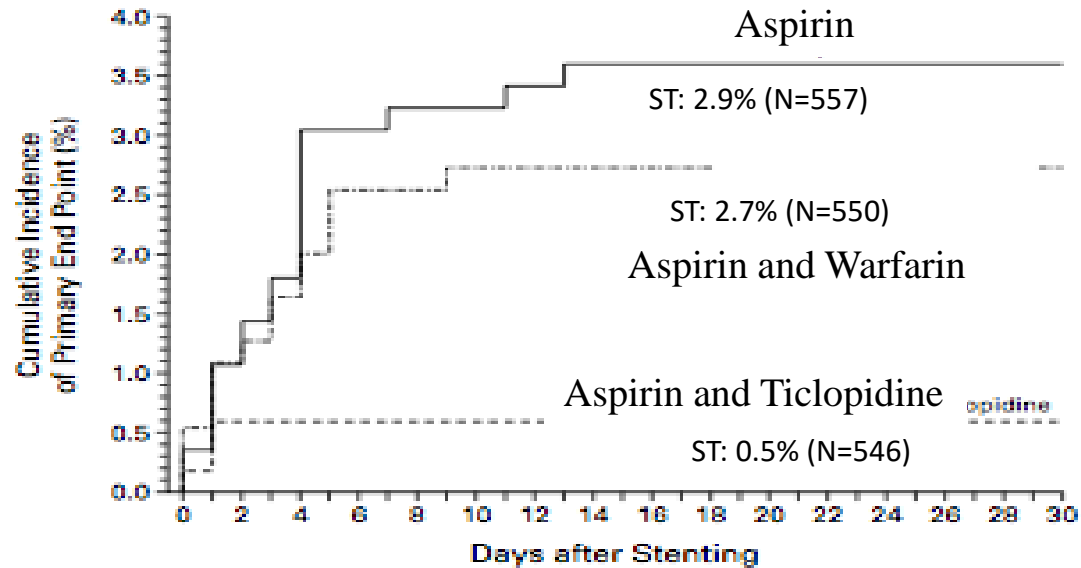 4.0
3.5
3.0
2.5
2.0
1.5
1.0
0.5
0.0
Cumulative Incidence
of Primary End Point (%)
Aspirin
ST: 2.9% (N=557)
ST: 2.7% (N=550)
Aspirin and Warfarin
Aspirin and Ticlopidine
opidine
ST: 0.5% (N=546)
0 2 4 6 8 10 12 14 16 18 20 22 24 26 28 30
Days after Stenting